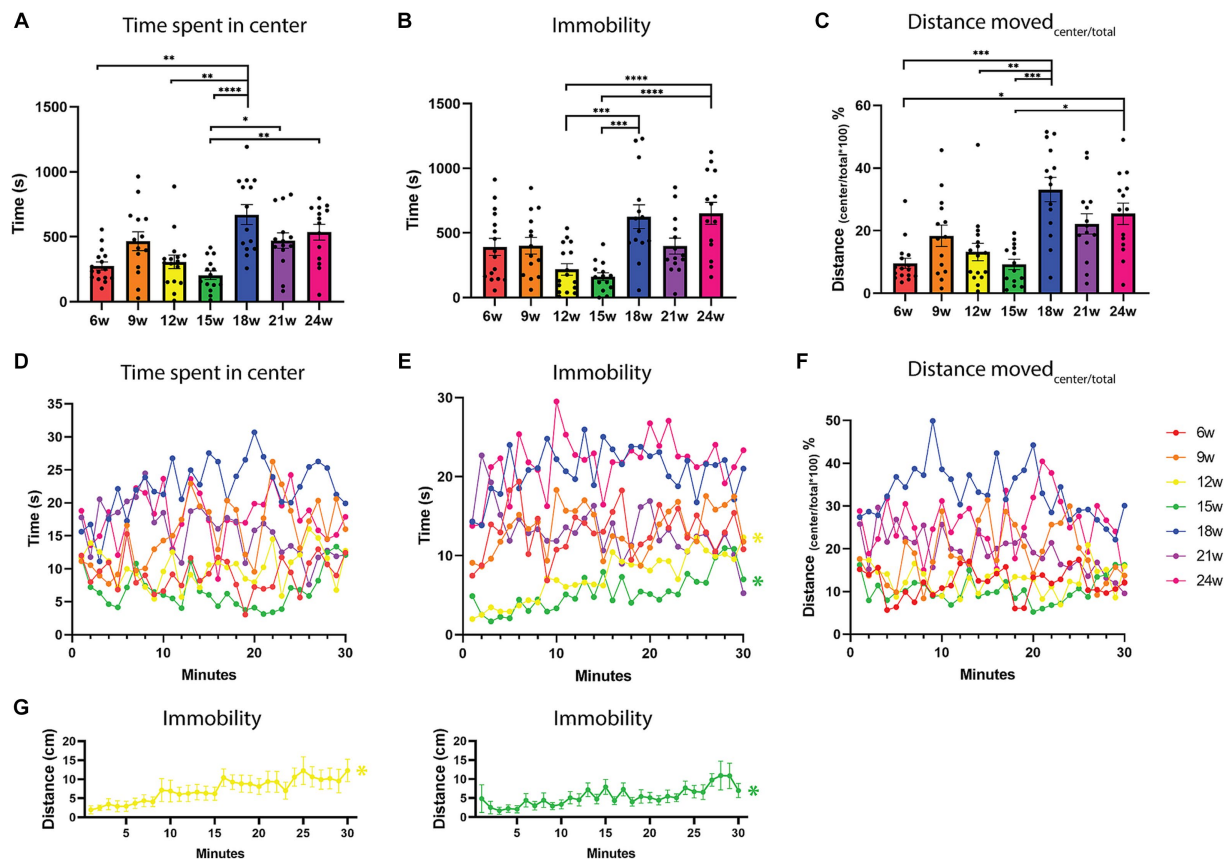 A
Time spent in center
**
**
****
*
**
Time (s)
1500
1000
500
0
6w 9w 12w 15w 18w 21w 24w
B
Immobility
****
****
***
***
Time (s)
1500
1000
500
0
6w 9w 12w 15w 18w 21w 24w
C
Distance moved center/total
***
**
***
*
*
Distance (center/total*100) %
60
40
20
0
6w 9w 12w 15w 18w 21w 24w
D
Time spent in center
Time (s)
35
30
25
20
15
10
5
0
0 10 20 30
Minutes
E
Immobility
Time (s)
30
20
10
0
0 10 20 30
Minutes
*
*
F
Distance moved center/total
Distance (center/total*100) %
50
40
30
20
10
0
0 10 20 30
Minutes
6w
9w
12w
15w
18w
21w
24w
G
Immobility
Distance (cm)
20
15
10
5
0
5 10 15 20 25 30
Minutes
*
Immobility
Distance (cm)
20
15
10
5
0
5 10 15 20 25 30
Minutes
*